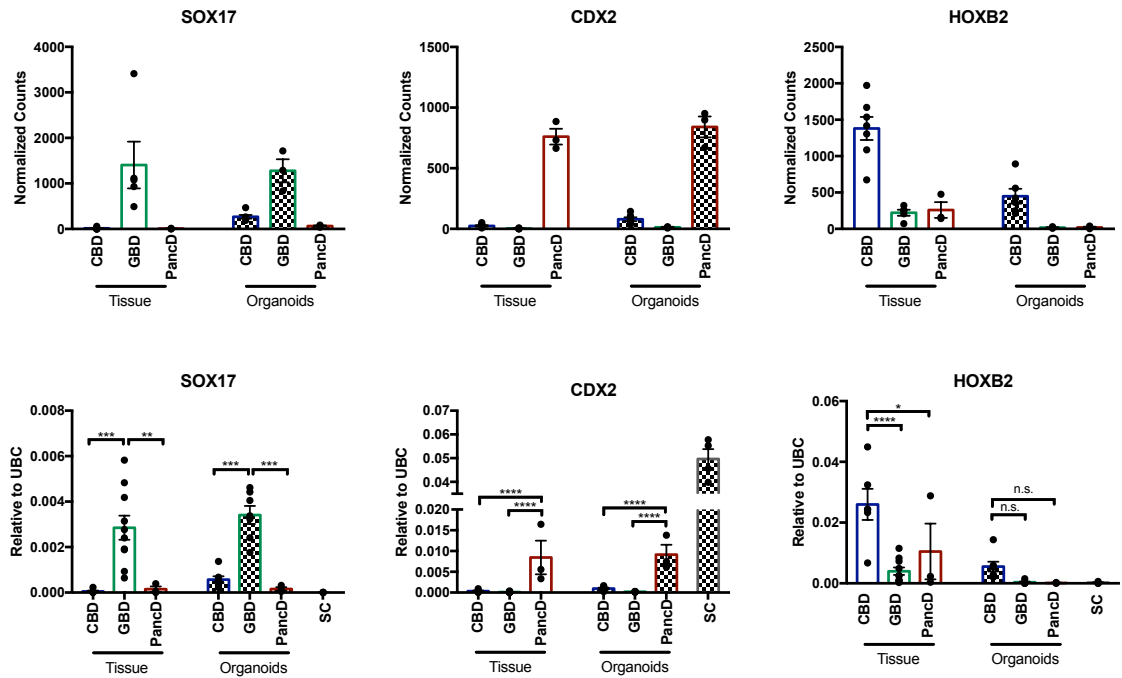 SOX17
Normalized Counts
4000
3000
2000
1000
0
CBD
GBD
PancD
CBD
GBD
PancD
Tissue
Organoids
CDX2
Normalized Counts
1500
1000
500
0
CBD
GBD
PancD
CBD
GBD
PancD
Tissue
Organoids
HOXB2
Normalized Counts
2500
2000
1500
1000
500
0
CBD
GBD
PancD
CBD
GBD
PancD
Tissue
Organoids
SOX17
Relative to UBC
0.008
0.006
0.004
0.002
0.000
***
**
***
***
CBD
GBD
PancD
CBD
GBD
PancD
SC
Tissue
Organoids
CDX2
Relative to UBC
0.07
0.06
0.05
0.04
0.020
0.015
0.010
0.005
0.000
****
****
****
****
CBD
GBD
PancD
CBD
GBD
PancD
SC
Tissue
Organoids
HOXB2
Relative to UBC
0.06
0.04
0.02
0.00
*
****
n.s.
n.s.
CBD
GBD
PancD
CBD
GBD
PancD
SC
Tissue
Organoids